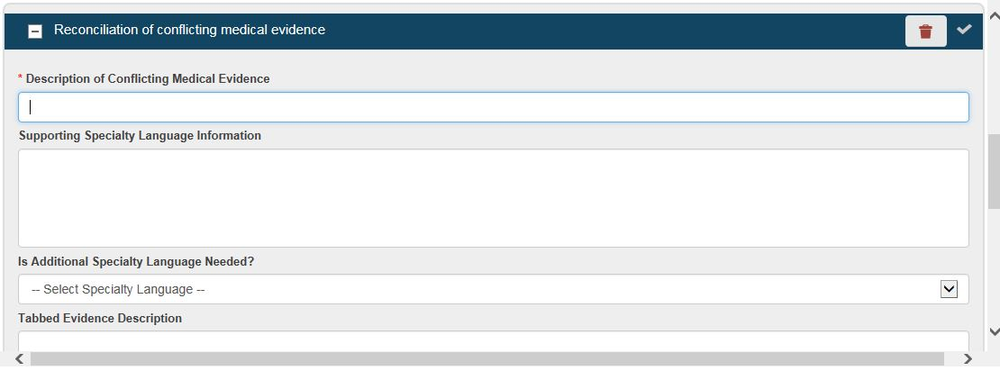 Reconciliation of conflicting medical evidence
* Description of Conflicting Medical Evidence
Supporting Specialty Language Information
Is Additional Specialty Language Needed?
-- Select Specialty Language --
Tabbed Evidence Description